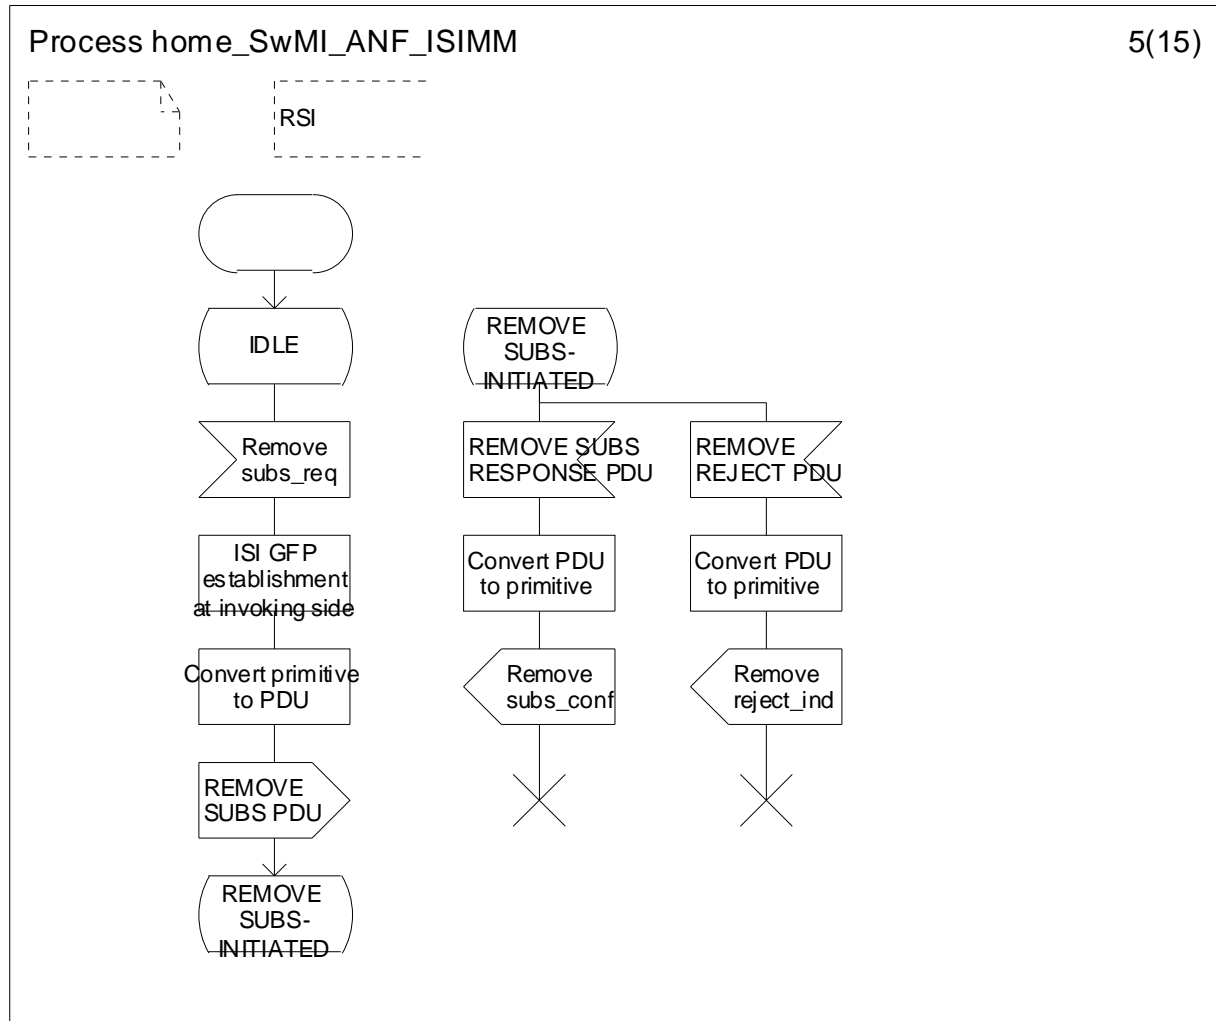 Process home_SwMI_ANF_ISIMM
5(15)
RSI
IDLE
Remove
subs_req
ISI GFP
establishment
at invoking side
Convert primitive
to PDU
REMOVE
SUBS PDU
REMOVE
SUBS-
INITIATED
REMOVE
SUBS-
INITIATED
REMOVE SUBS
RESPONSE PDU
Convert PDU
to primitive
Remove
subs_conf
REMOVE
REJECT PDU
Convert PDU
to primitive
Remove
reject_ind